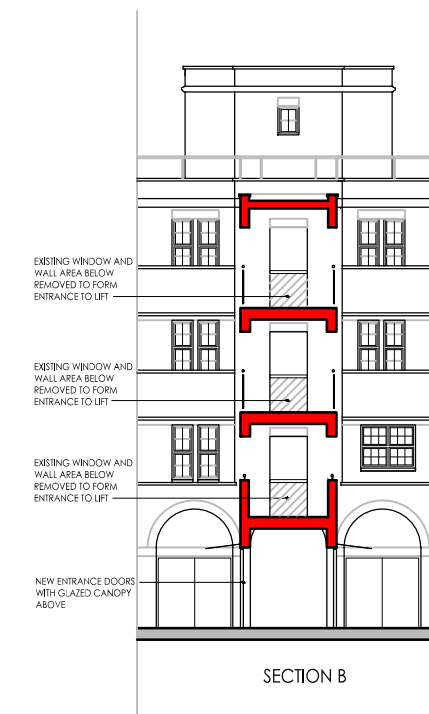 EXISTING WINDOW AND
WALL AREA BELOW
REMOVED TO FORM
ENTRANCE TO LIFT
EXISTING WINDOW AND
WALL AREA BELOW
REMOVED TO FORM
ENTRANCE TO LIFT
EXISTING WINDOW AND
WALL AREA BELOW
REMOVED TO FORM
ENTRANCE TO LIFT
NEW ENTRANCE DOORS
WITH GLAZED CANOPY
ABOVE
SECTION B